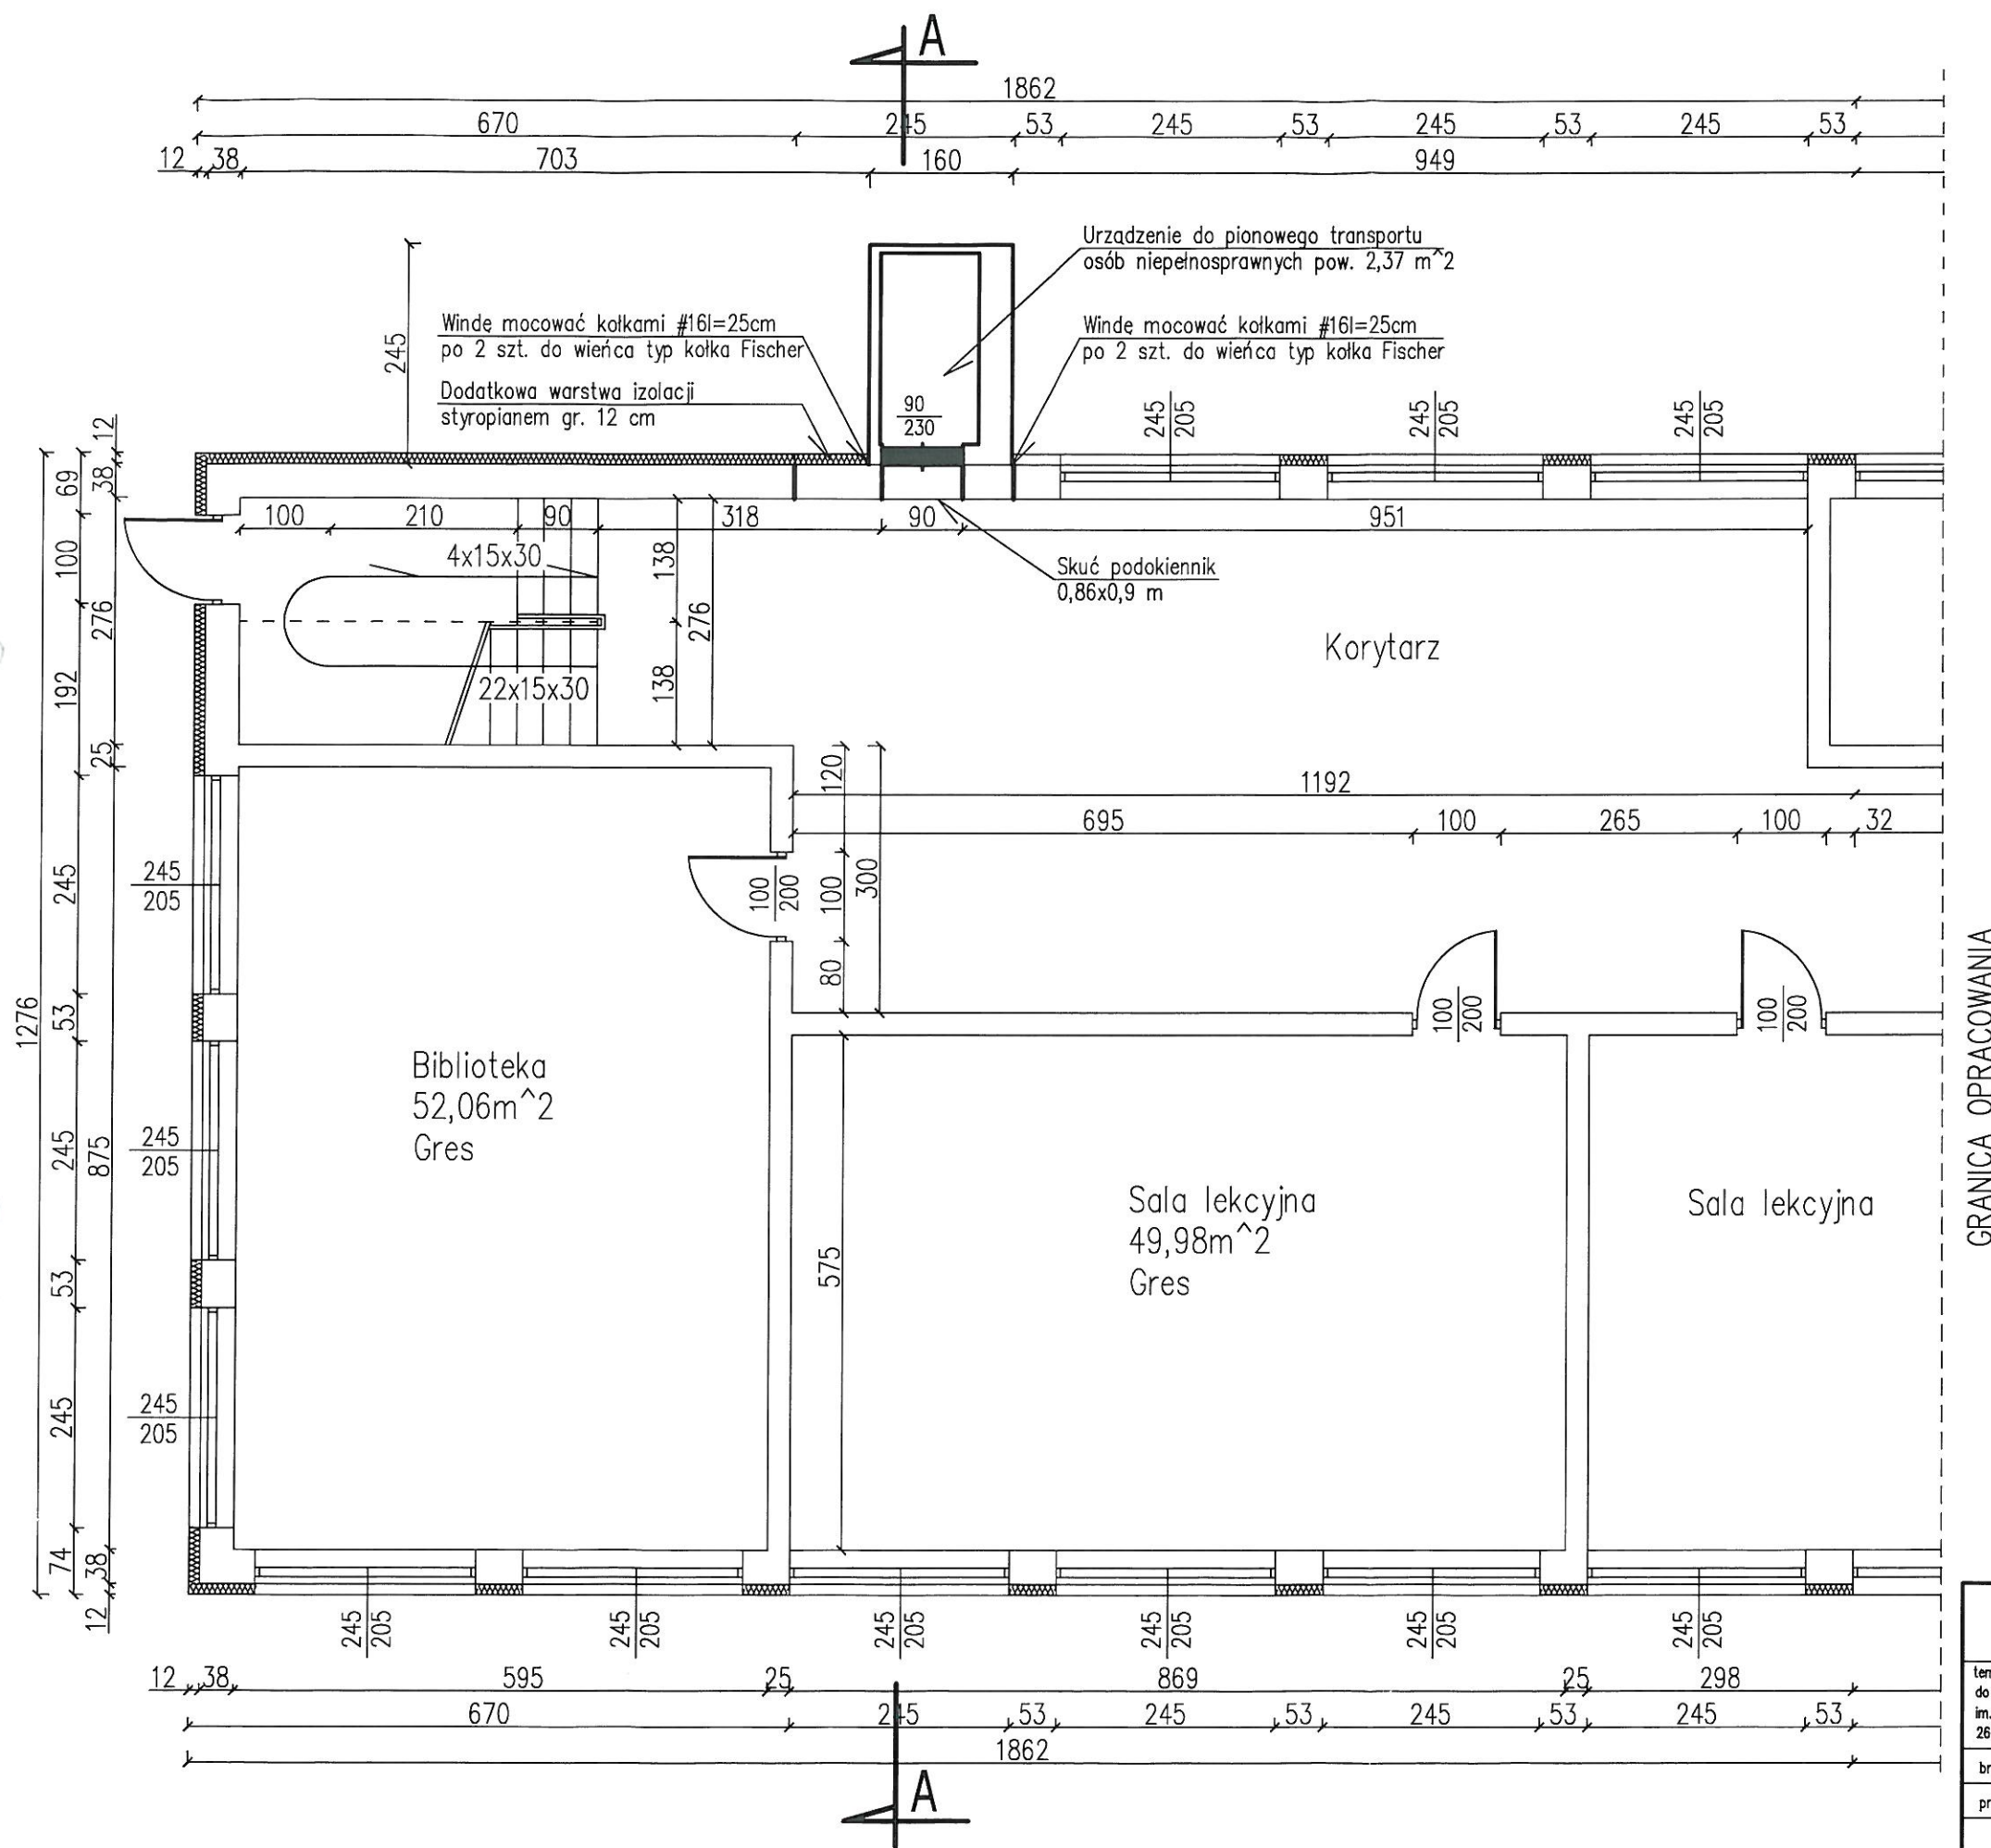 A
1862
670 245 53 245 53 245 53 245 53
12 38 703 160 949
Urządzenie do pionowego transportu
osób niepełnosprawnych pow. 2,37 m^2
Windę mocować kołkami #16l=25cm
po 2 szt. do wieńca typ kołka Fischer
Windę mocować kołkami #16l=25cm
po 2 szt. do wieńca typ kołka Fischer
Dodatkowa warstwa izolacji
styropianem gr. 12 cm
245
90
230
245
205
245
205
245
205
12
38
69
100 210 90 318 90 951
4x15x30
138
Skuć podokiennik
0,86x0,9 m
100
276
276
Korytarz
192
22x15x30
138
25
120
1192
695 100 265 100 32
245
245
205
100
200
100
300
80
100
200
100
200
1276
53
GRANICA OPRACOWANIA
Biblioteka
52,06m^2
Gres
245
875
245
205
Sala lekcyjna
49,98m^2
Gres
Sala lekcyjna
575
53
245
245
205
74
38
12
245
205
245
205
245
205
245
205
245
205
245
205
12 38 595 25 869 25 298
670 245 53 245 53 245 53 245 53
1862
A
do
im.
26